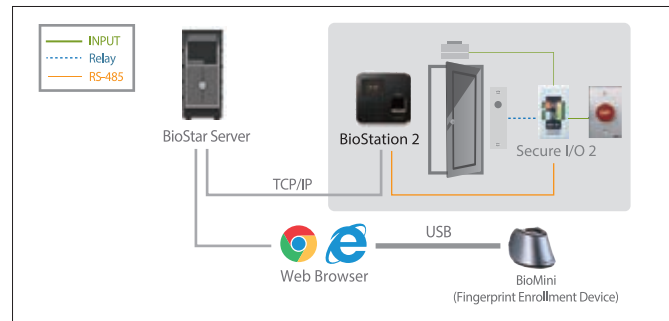 INPUT
Relay
RS-485
BioStar Server
BioStation 2
Secure I/O 2
TCP/IP
USB
Web Browser
BioMini
(Fingerprint Enrollment Device)